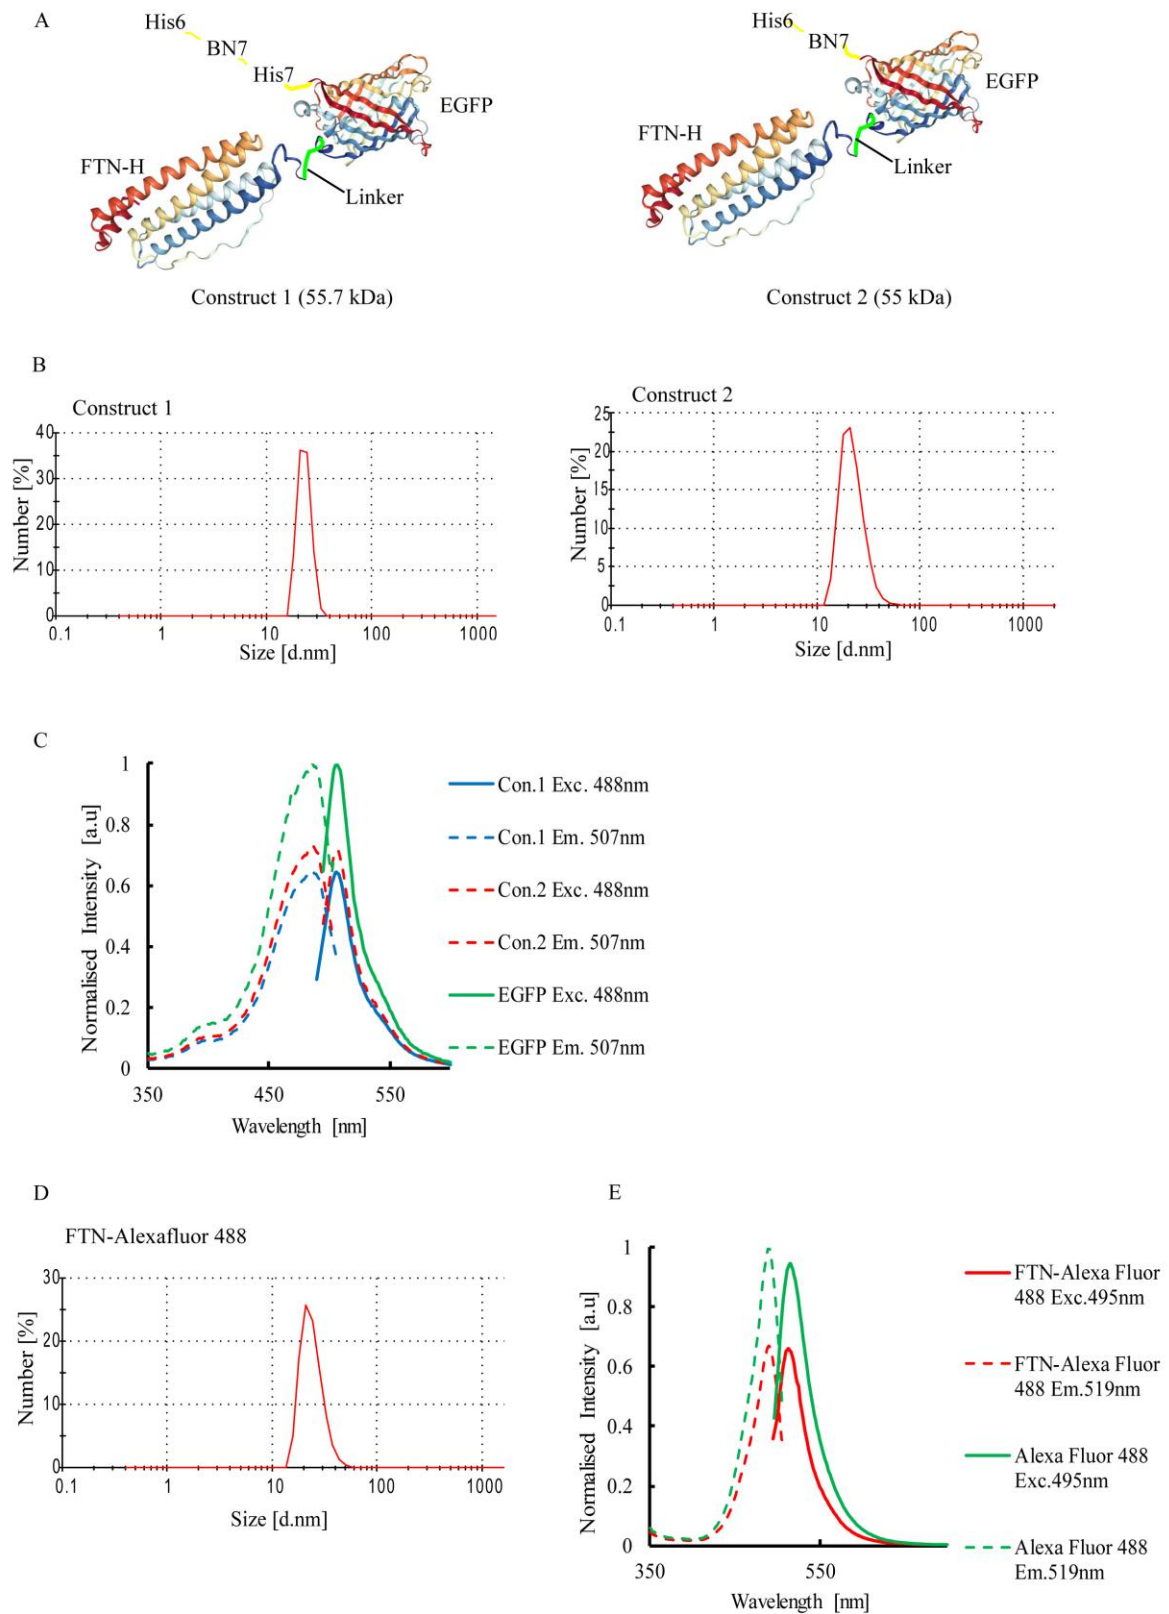 A
His6
BN7
His7
EGFP
FTN-H
Linker
Construct 1 (55.7 kDa)
His6
BN7
EGFP
FTN-H
Linker
Construct 2 (55 kDa)
B
Construct 1
Number [%]
40
30
20
10
0
0.1 1 10 100 1000
Size [d.nm]
Construct 2
Number [%]
25
20
15
10
5
0
0.1 1 10 100 1000
Size [d.nm]
C
Normalised Intensity [a.u]
1
0.8
0.6
0.4
0.2
0
350 450 550
Wavelength [nm]
Con.1 Exc. 488nm
Con.1 Em. 507nm
Con.2 Exc. 488nm
Con.2 Em. 507nm
EGFP Exc. 488nm
EGFP Em. 507nm
D
FTN-Alexafluor 488
Number [%]
30
20
10
0
0.1 1 10 100 1000
Size [d.nm]
E
Normalised Intensity [a.u]
1
0.8
0.6
0.4
0.2
0
350 550
Wavelength [nm]
FTN-Alexa Fluor
488 Exc.495nm
FTN-Alexa Fluor
488 Em.519nm
Alexa Fluor 488
Exc.495nm
Alexa Fluor 488
Em.519nm